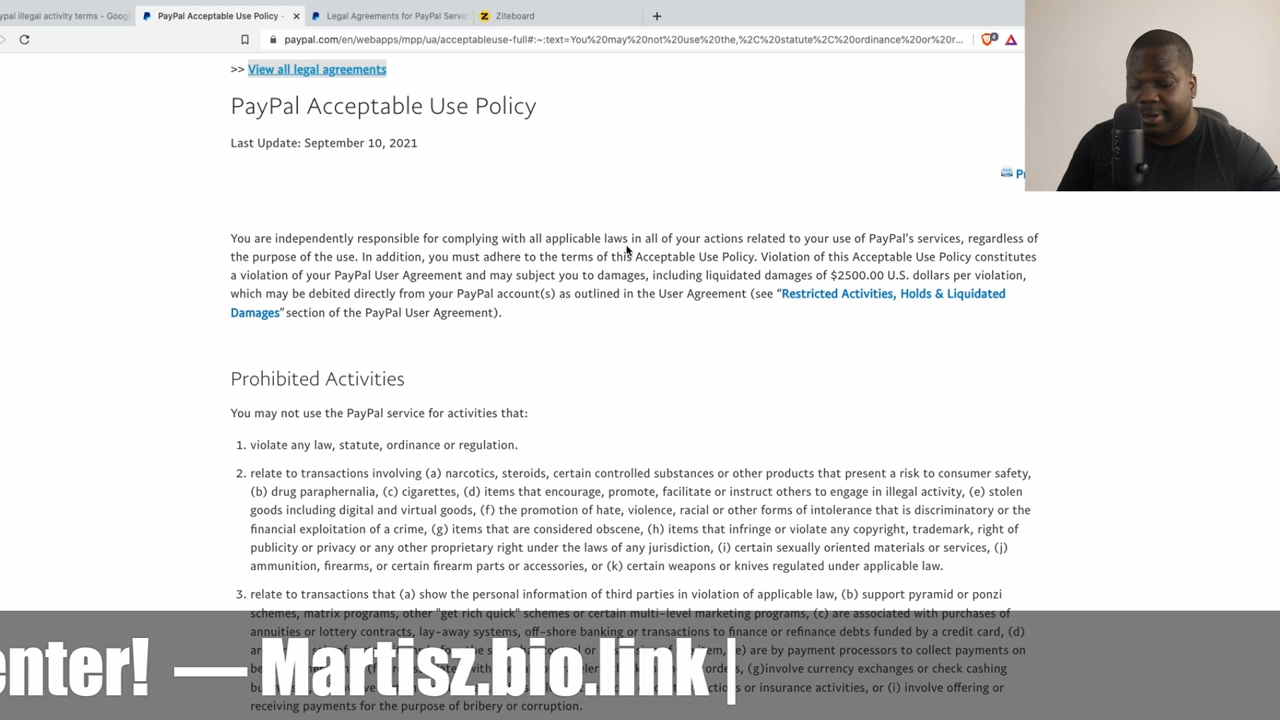 ypal illegal activity terms - Goog
PayPal Acceptable Use Policy -
Legal Agreements for PayPal Servic
Ziteboard
paypal.com/en/webapps/mpp/ua/acceptableuse-full#:~:text=You%20may%20not%20use%20the,%2C%20statute%2C%20ordinance%20or%20r...
>> View all legal agreements
PayPal Acceptable Use Policy
Last Update: September 10, 2021
Pr
You are independently responsible for complying with all applicable laws in all of your actions related to your use of PayPal's services, regardless of
the purpose of the use. In addition, you must adhere to the terms of this Acceptable Use Policy. Violation of this Acceptable Use Policy constitutes
a violation of your PayPal User Agreement and may subject you to damages, including liquidated damages of $2500.00 U.S. dollars per violation,
which may be debited directly from your PayPal account(s) as outlined in the User Agreement (see “Restricted Activities, Holds & Liquidated
Damages” section of the PayPal User Agreement).
Prohibited Activities
You may not use the PayPal service for activities that:
1. violate any law, statute, ordinance or regulation.
2. relate to transactions involving (a) narcotics, steroids, certain controlled substances or other products that present a risk to consumer safety,
(b) drug paraphernalia, (c) cigarettes, (d) items that encourage, promote, facilitate or instruct others to engage in illegal activity, (e) stolen
goods including digital and virtual goods, (f) the promotion of hate, violence, racial or other forms of intolerance that is discriminatory or the
financial exploitation of a crime, (g) items that are considered obscene, (h) items that infringe or violate any copyright, trademark, right of
publicity or privacy or any other proprietary right under the laws of any jurisdiction, (i) certain sexually oriented materials or services, (j)
ammunition, firearms, or certain firearm parts or accessories, or (k) certain weapons or knives regulated under applicable law.
3. relate to transactions that (a) show the personal information of third parties in violation of applicable law, (b) support pyramid or ponzi
schemes, matrix programs, other "get rich quick" schemes or certain multi-level marketing programs, (c) are associated with purchases of
annuities or lottery contracts, lay-away systems, off-shore banking or transactions to finance or refinance debts funded by a credit card, (d)
are by payment processors to collect payments on
(g)involve currency exchanges or check cashing
or insurance activities, or (i) involve offering or
receiving payments for the purpose of bribery or corruption.
enter! — Martisz.bio.link |